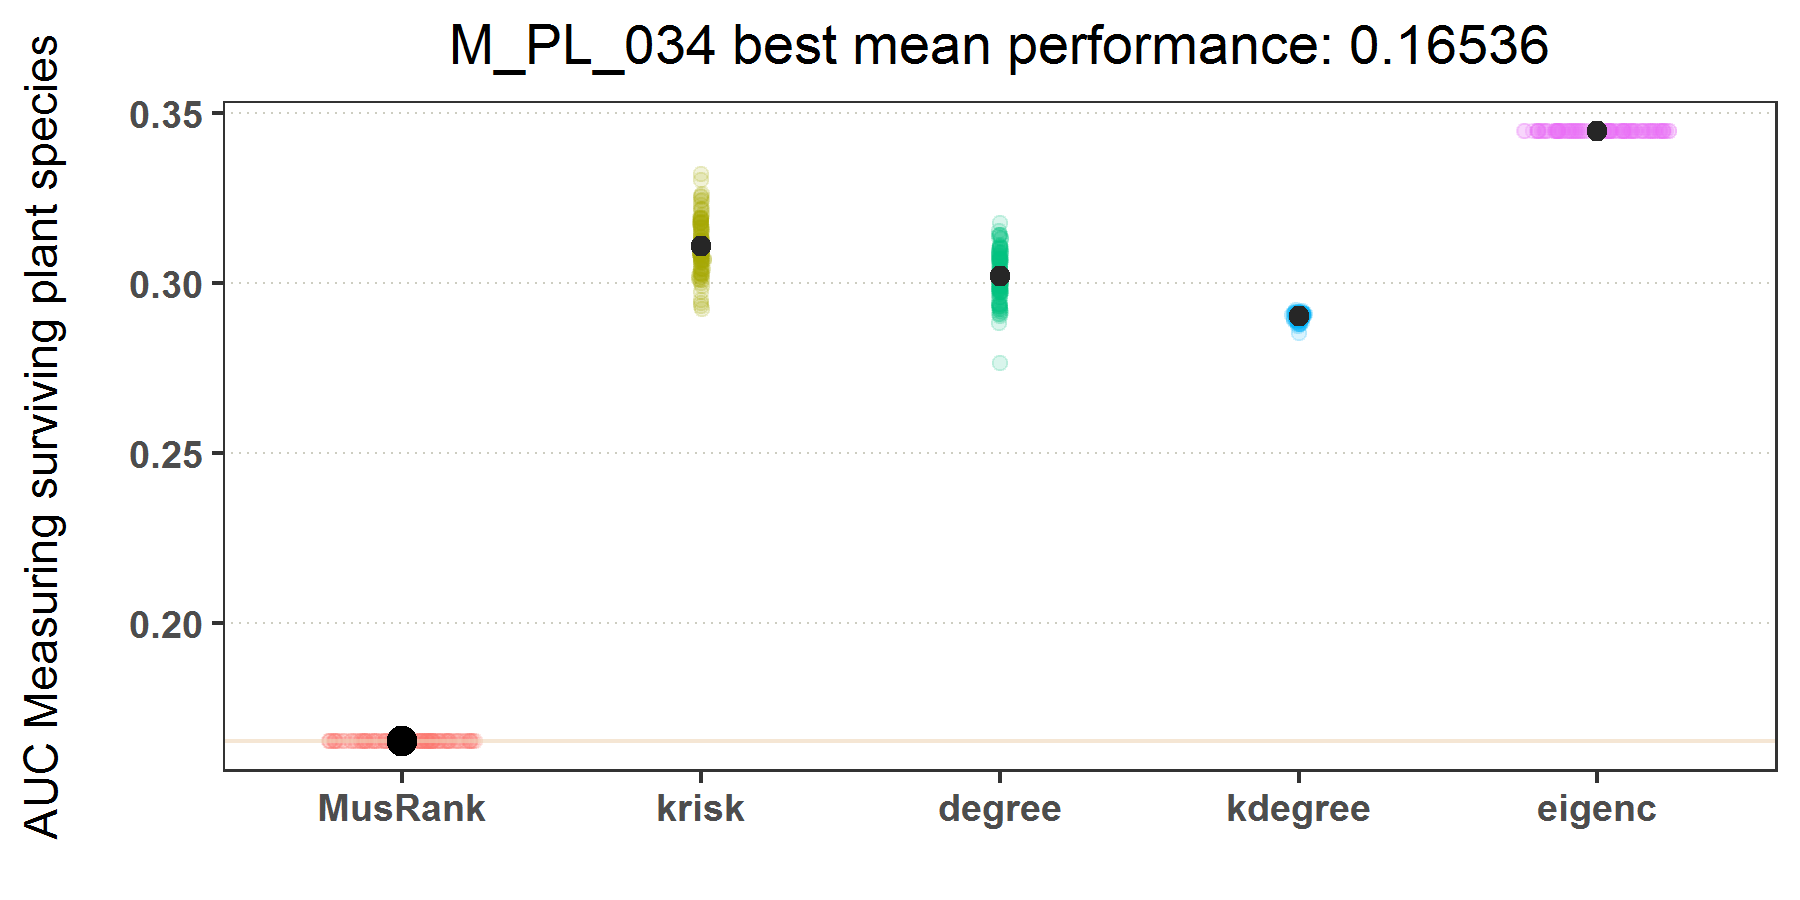 M_PL_034 best mean performance: 0.16536
AUC Measuring surviving plant species
0.35
0.30
0.25
0.20
MusRank krisk degree kdegree eigenc